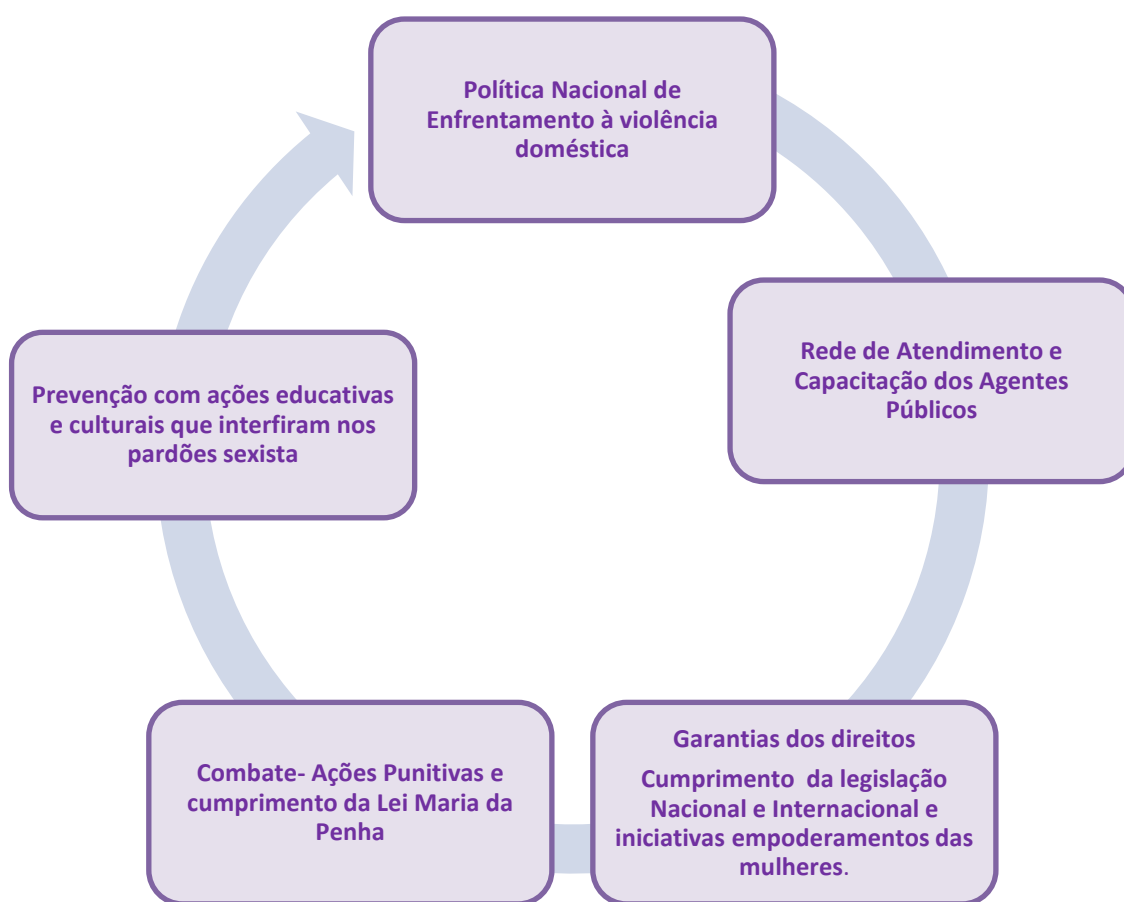 Política Nacional de
Enfrentamento à violência
doméstica
Rede de Atendimento e
Capacitação dos Agentes
Públicos
Garantias dos direitos
Cumprimento da legislação
Nacional e Internacional e
iniciativas empoderamentos das
mulheres.
Combate- Ações Punitivas e
cumprimento da Lei Maria da
Penha
Prevenção com ações educativas
e culturais que interfiram nos
pardões sexista